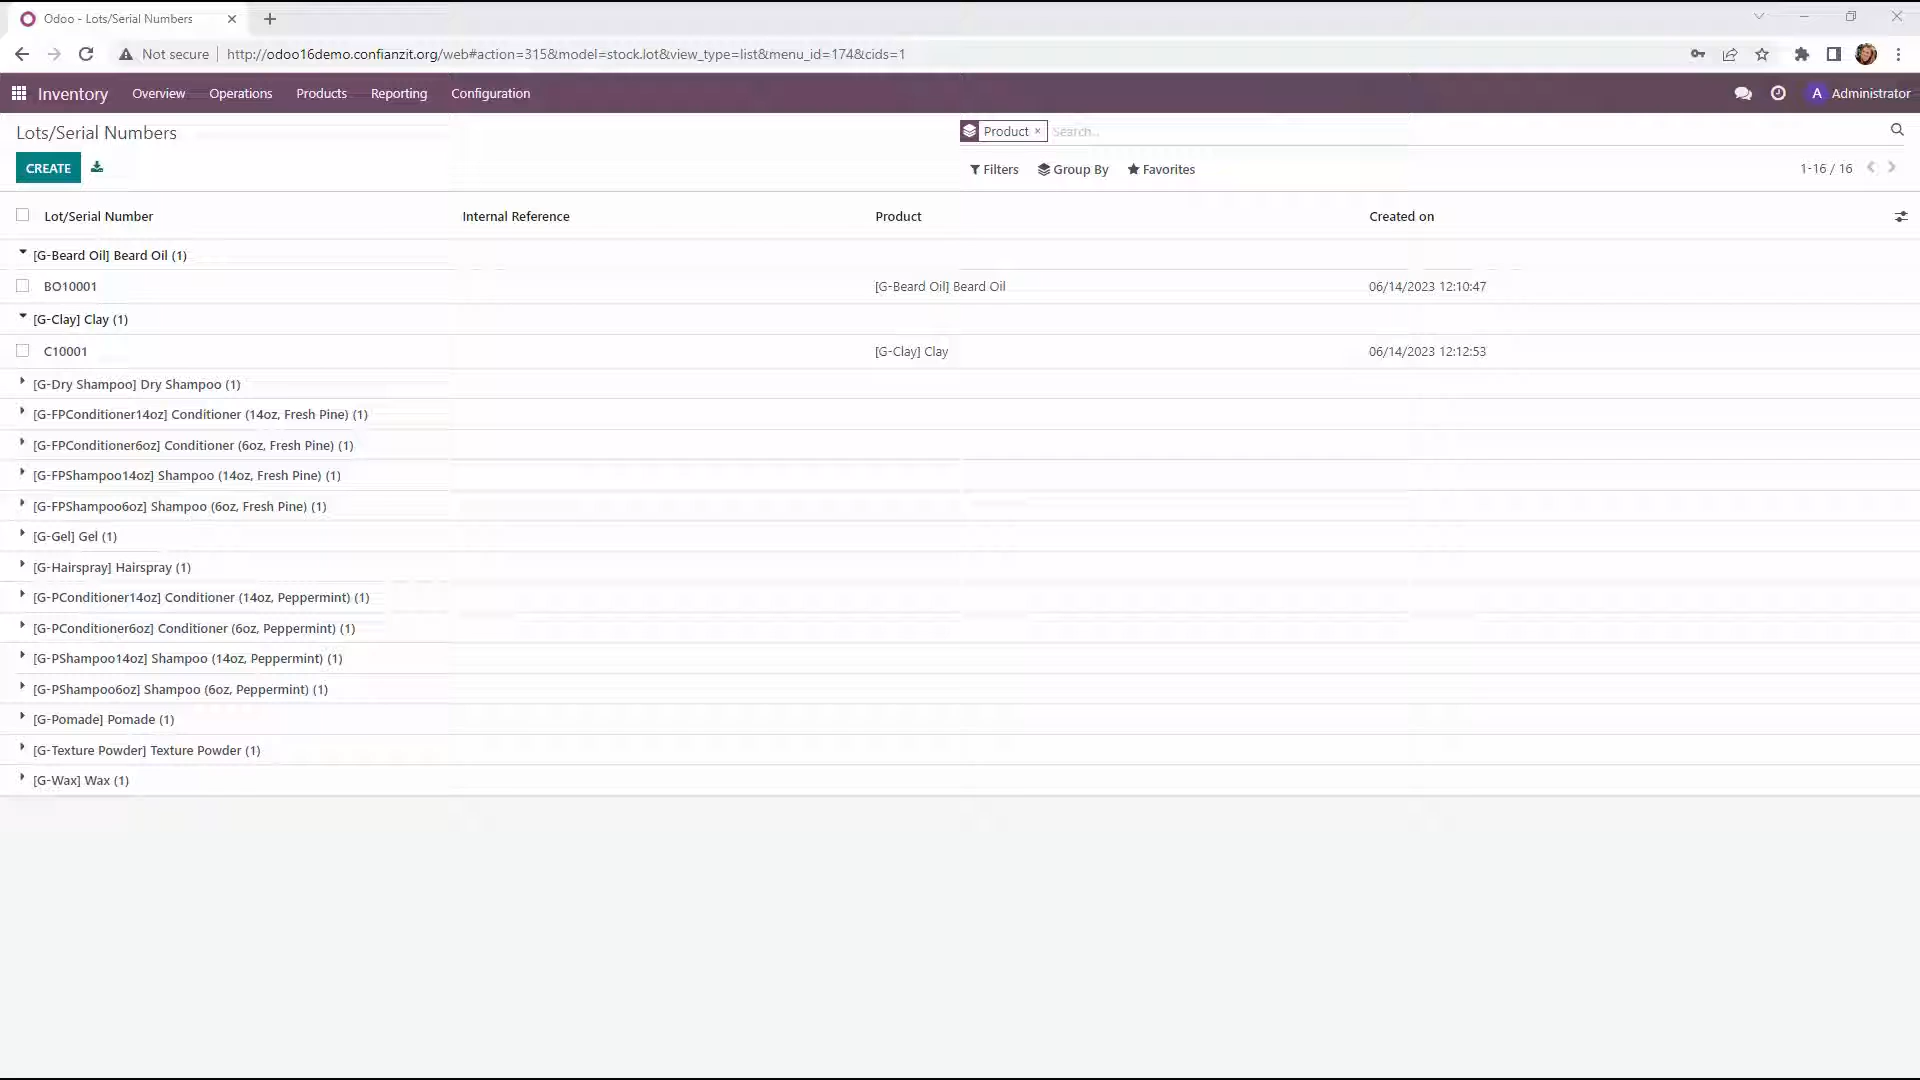 Odoo - Lots/Serial Numbers
Not secure http://odoo16demo.confianzit.org/web#action=315&model=stock.lot&view_type=list&menu_id=174&cids=1
Inventory Overview Operations Products Reporting Configuration A Administrator
Lots/Serial Numbers Product × Search...
CREATE Filters Group By Favorites 1-16 / 16
Lot/Serial Number Internal Reference Product Created on
[G-Beard Oil] Beard Oil (1)
BO10001 [G-Beard Oil] Beard Oil 06/14/2023 12:10:47
[G-Clay] Clay (1)
C10001 [G-Clay] Clay 06/14/2023 12:12:53
[G-Dry Shampoo] Dry Shampoo (1)
[G-FPConditioner14oz] Conditioner (14oz, Fresh Pine) (1)
[G-FPConditioner6oz] Conditioner (6oz, Fresh Pine) (1)
[G-FPShampoo14oz] Shampoo (14oz, Fresh Pine) (1)
[G-FPShampoo6oz] Shampoo (6oz, Fresh Pine) (1)
[G-Gel] Gel (1)
[G-Hairspray] Hairspray (1)
[G-PConditioner14oz] Conditioner (14oz, Peppermint) (1)
[G-PConditioner6oz] Conditioner (6oz, Peppermint) (1)
[G-PShampoo14oz] Shampoo (14oz, Peppermint) (1)
[G-PShampoo6oz] Shampoo (6oz, Peppermint) (1)
[G-Pomade] Pomade (1)
[G-Texture Powder] Texture Powder (1)
[G-Wax] Wax (1)